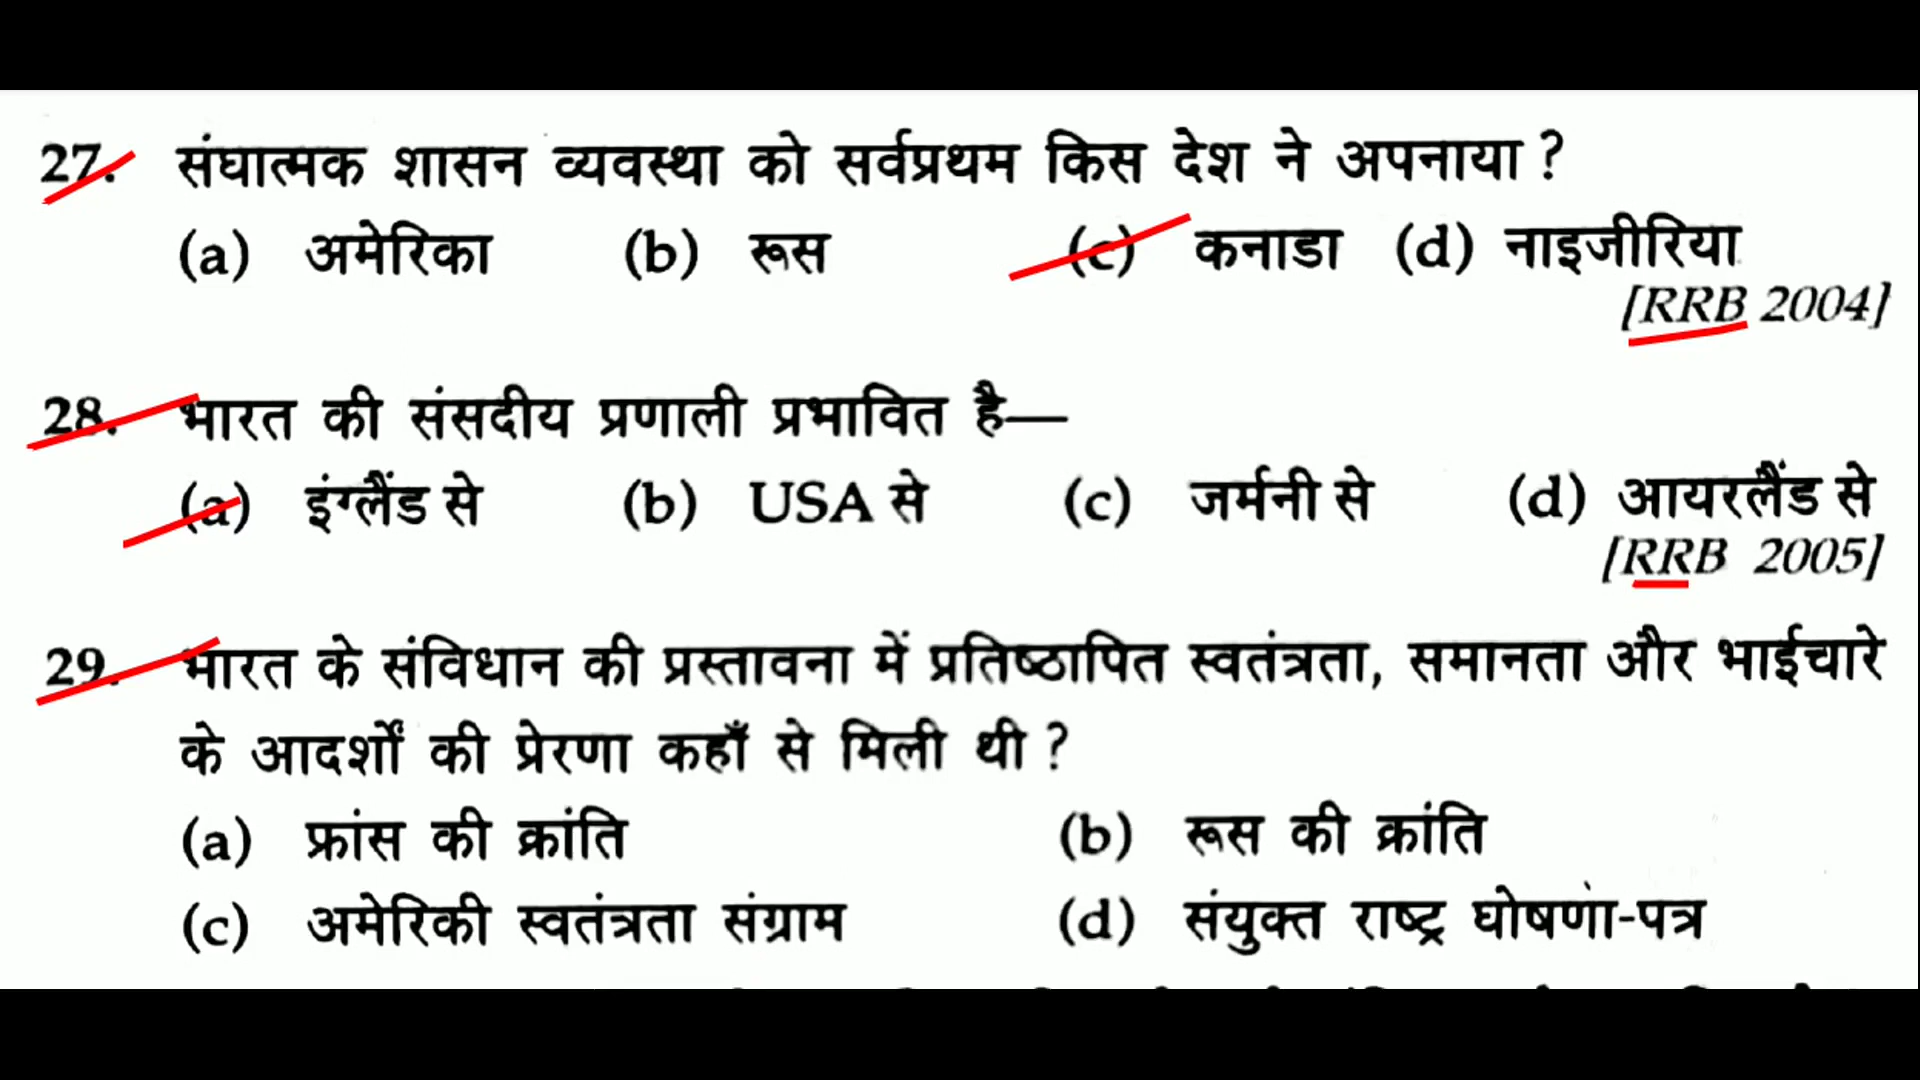 27. संघात्मक शासन व्यवस्था को सर्वप्रथम किस देश ने अपनाया ?
(a) अमेरिका (b) रूस (c) कनाडा (d) नाइजीरिया
[RRB 2004]
28. भारत की संसदीय प्रणाली प्रभावित है—
(a) इंग्लैंड से (b) USA से (c) जर्मनी से (d) आयरलैंड से
[RRB 2005]
29. भारत के संविधान की प्रस्तावना में प्रतिष्ठापित स्वतंत्रता, समानता और भाईचारे
के आदर्शों की प्रेरणा कहाँ से मिली थी ?
(a) फ्रांस की क्रांति (b) रूस की क्रांति
(c) अमेरिकी स्वतंत्रता संग्राम (d) संयुक्त राष्ट्र घोषणा-पत्र